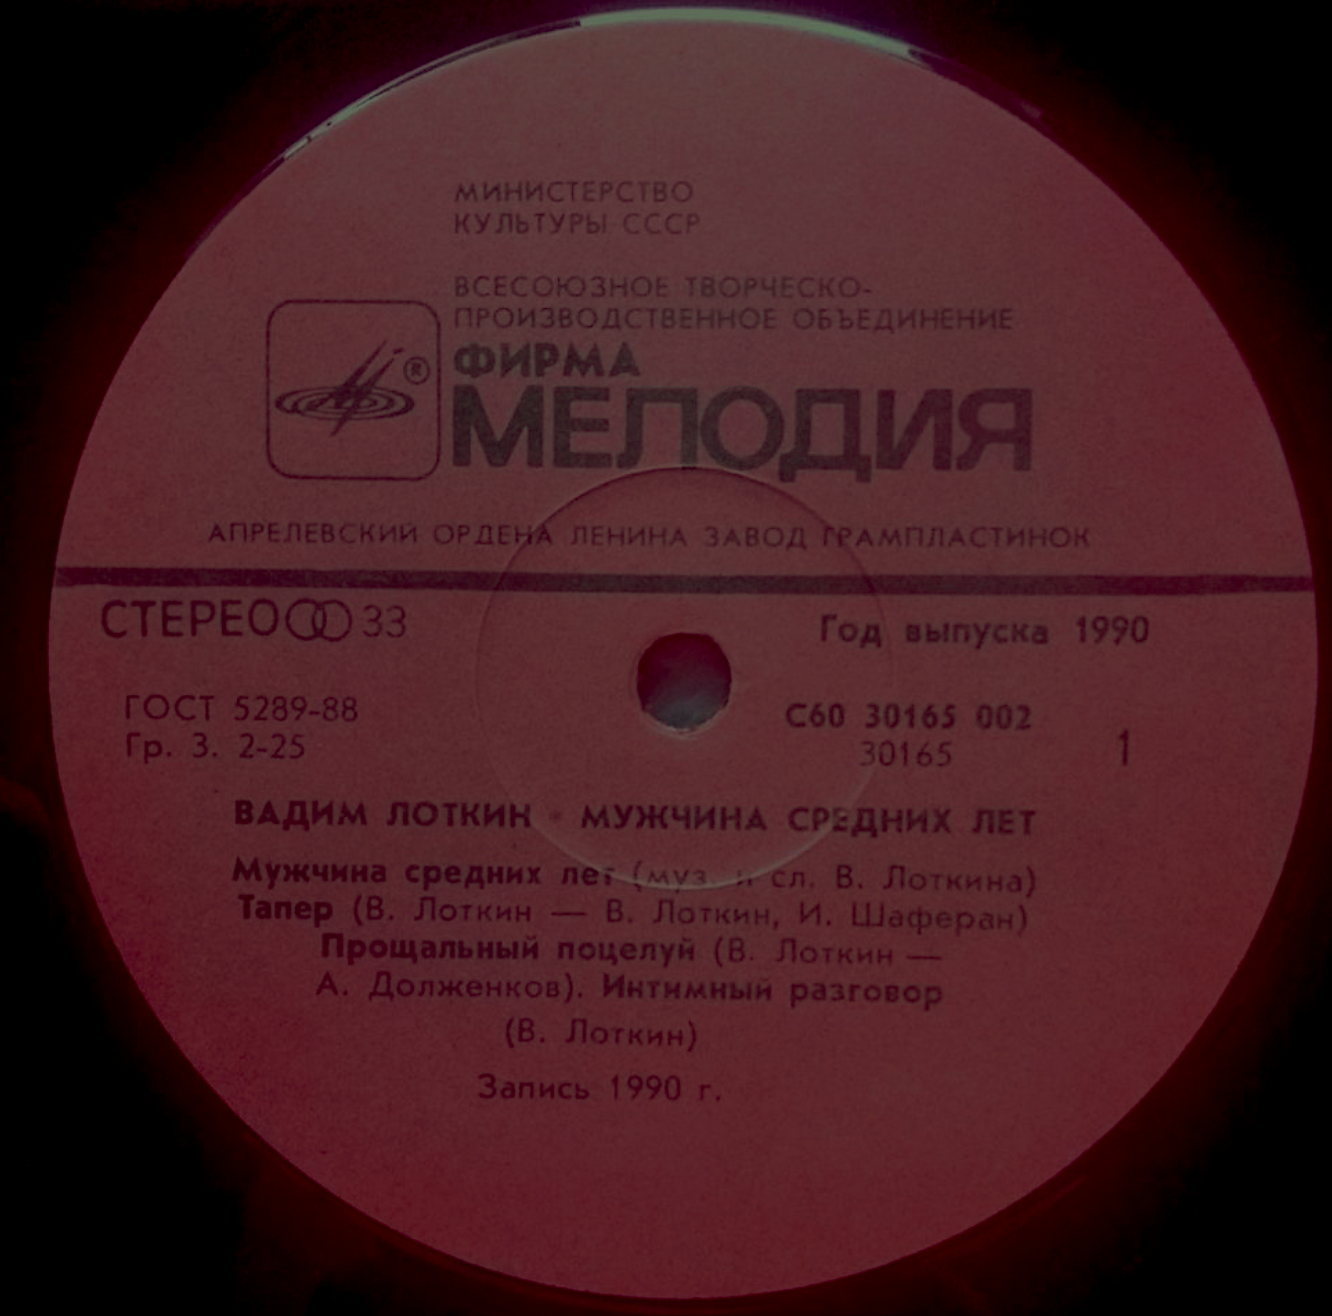 МИНИСТЕРСТВО
КУЛЬТУРЫ СССР
ВСЕСОЮЗНОЕ ТВОРЧЕСКО-
ПРОИЗВОДСТВЕННОЕ ОБЪЕДИНЕНИЕ
ФИРМА
®
МЕЛОДИЯ
АПРЕЛЕВСКИЙ ОРДЕНА ЛЕНИНА ЗАВОД ГРАМПЛАСТИНОК
СТЕРЕО 33
Год выпуска 1990
ГОСТ 5289-88
Гр. 3. 2-25
С60 30165 002
30165
1
ВАДИМ ЛОТКИН • МУЖЧИНА СРЕДНИХ ЛЕТ
Мужчина средних лет (муз. и сл. В. Лоткина)
Тапер (В. Лоткин — В. Лоткин, И. Шаферан)
Прощальный поцелуй (В. Лоткин —
А. Долженков). Интимный разговор
(В. Лоткин)
Запись 1990 г.